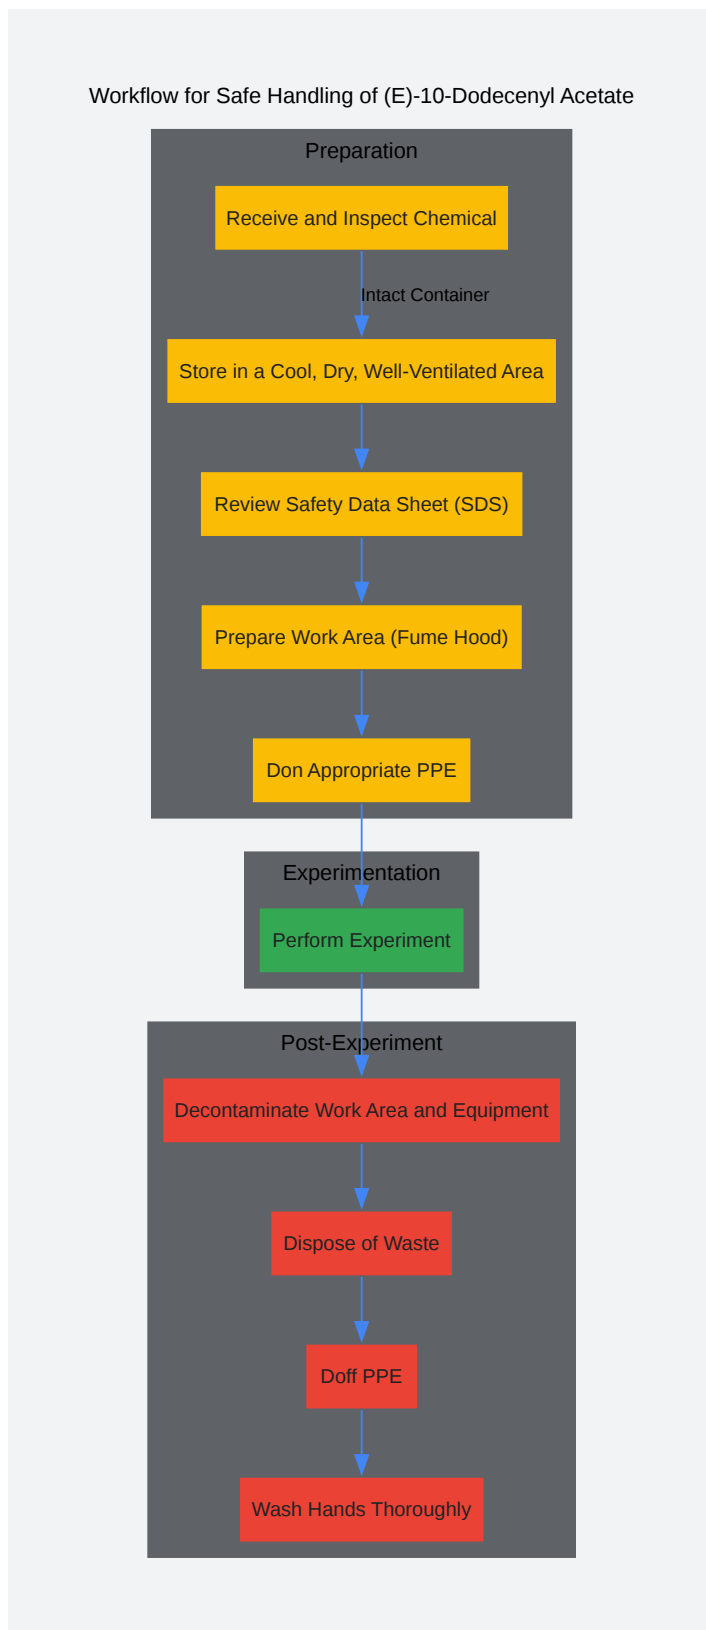 Workflow for Safe Handling of (E)-10-Dodecenyl Acetate
Preparation
Receive and Inspect Chemical
Intact Container
Store in a Cool, Dry, Well-Ventilated Area
Review Safety Data Sheet (SDS)
Prepare Work Area (Fume Hood)
Don Appropriate PPE
Experimentation
Perform Experiment
Post-Experiment
Decontaminate Work Area and Equipment
Dispose of Waste
Doff PPE
Wash Hands Thoroughly